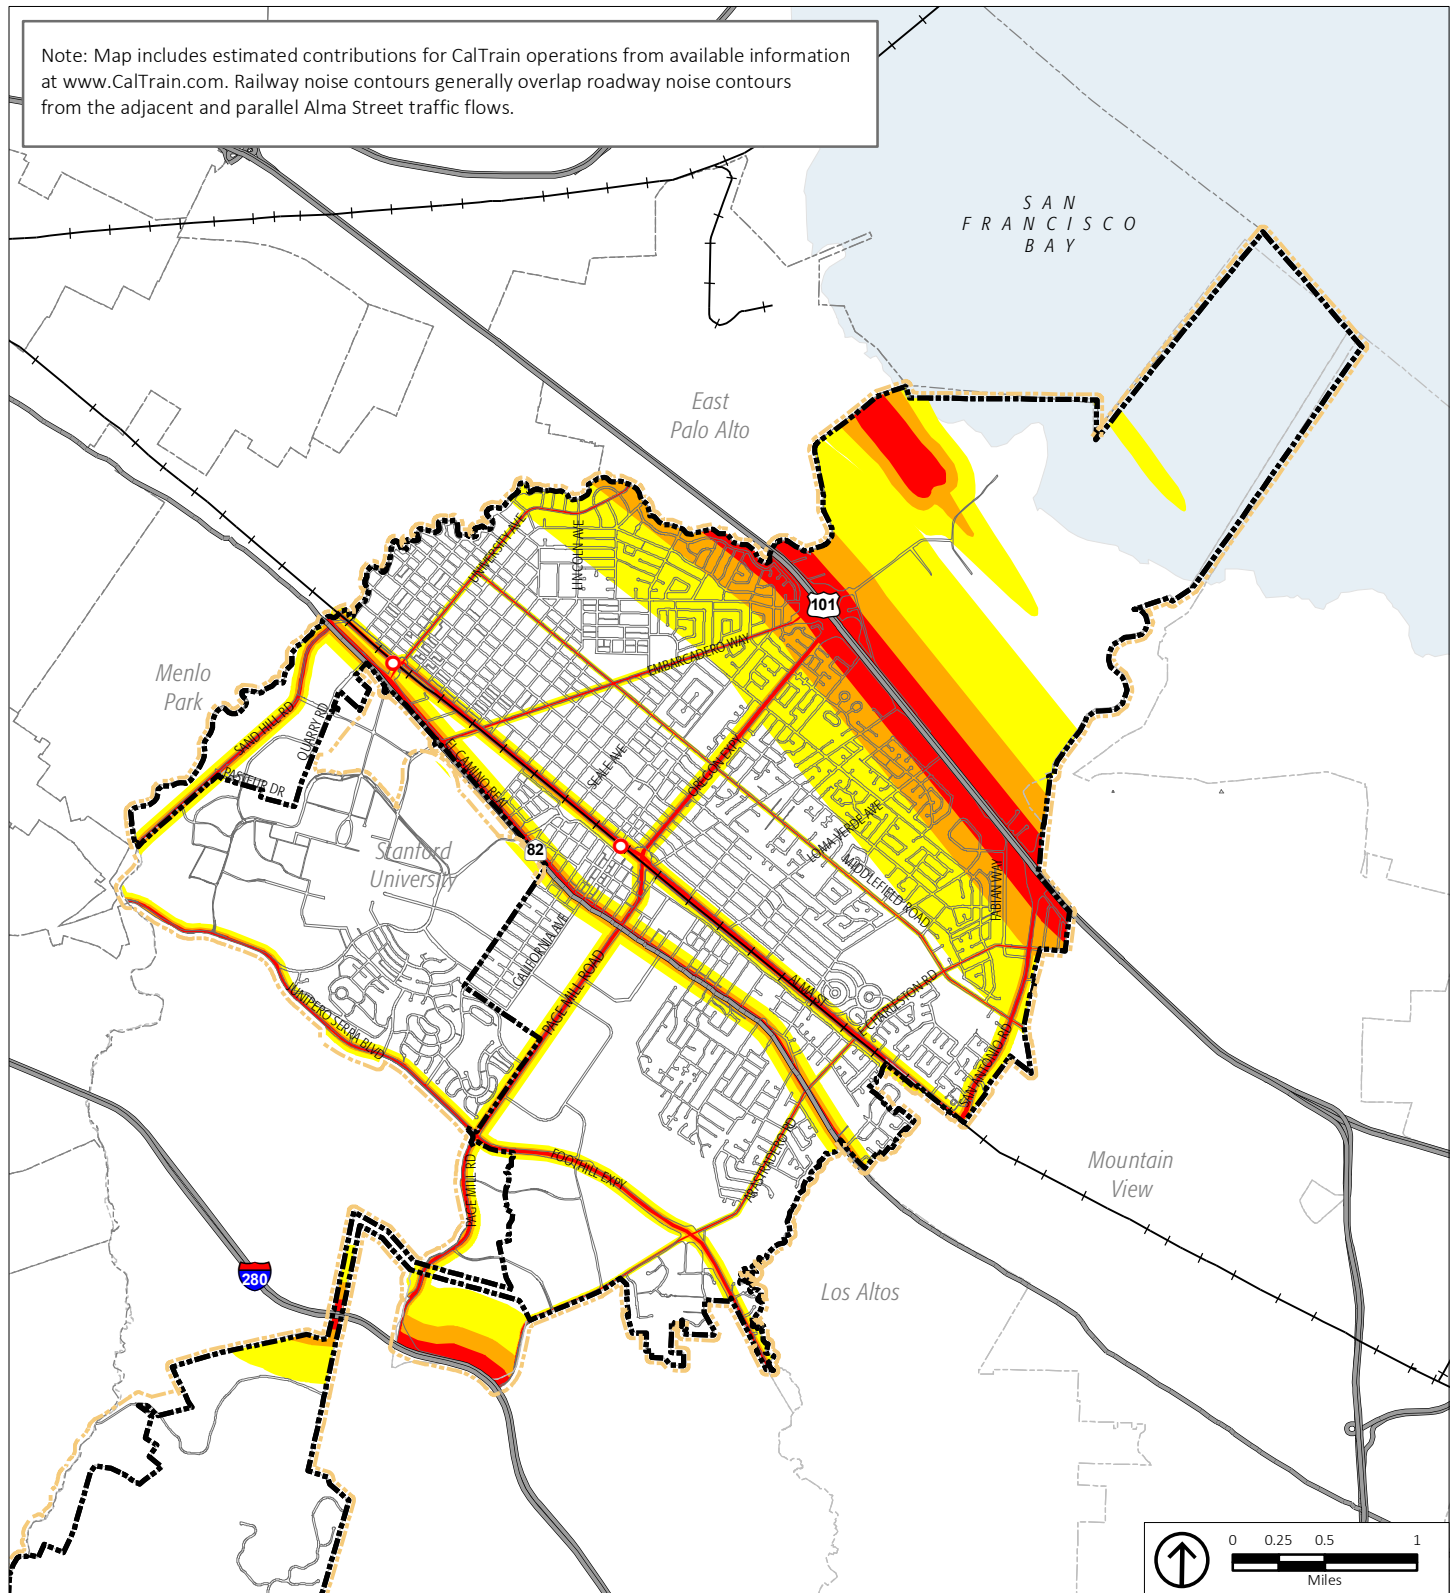 Note: Map includes estimated contributions for CalTrain operations from available information
at www.CalTrain.com. Railway noise contours generally overlap roadway noise contours
from the adjacent and parallel Alma Street traffic flows.
SAN
FRANCISCO
BAY
East
Palo Alto
UNIVERSITY AVE
LINCOLN AVE
101
EMBARCADERO WAY
Menlo
Park
SAND HILL RD
QUARRY RD
PASTEUR DR
EL CAMINO REAL
SEALE AVE
OREGON EXPY
LOMA VERDE AVE
MIDDLEFIELD ROAD
FABIAN WAY
82
Stanford
University
CALIFORNIA AVE
PAGE MILL ROAD
ALMA ST
CHARLESTON RD
SAN ANTONIO RD
JUNIPERO SERRA BLVD
PAGE MILL RD
FOOTHILL EXPY
ARASTRADERO RD
Mountain
View
280
Los Altos
0 0.25 0.5 1
Miles